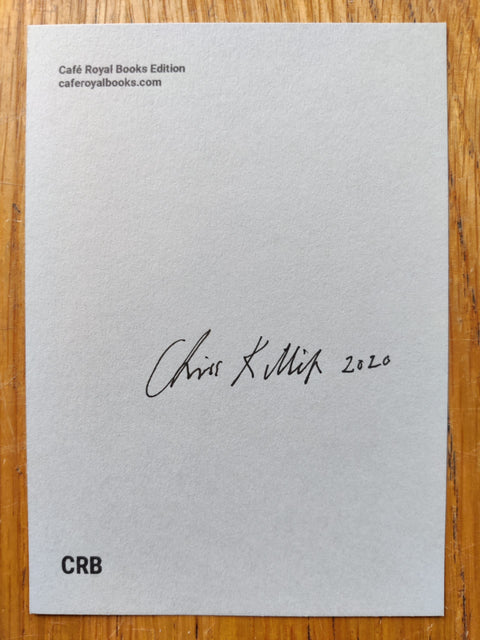 Café Royal Books Edition
caferoyalbooks.com
Chris Killip 2020
CRB